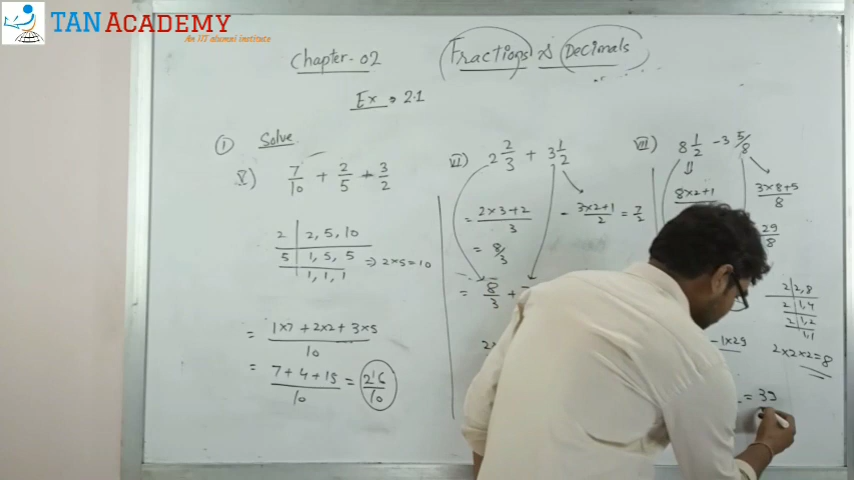 TAN ACADEMY
An IIT alumni institute
Chapter-02 Fractions & Decimals
Ex 2.1
① Solve
V) 7/10 + 2/5 + 3/2
2 | 2, 5, 10
5 | 1, 5, 5
1, 1, 1 ⇒ 2×5=10
= 1×7 + 2×2 + 3×5 / 10
= 7 + 4 + 15 / 10 = 26/10
VI) 2 2/3 + 3 1/2
= 2×3+2 / 3
= 3×2+1 / 2 = 7/2
= 8/3
= 8/3 +
VII) 8 1/2 - 3 5/8
8×2+1
3×8+5 / 8
29/8
2 | 2, 8
2 | 1, 4
2 | 1, 2
1, 1
2×2×2=8
-1×29
= 39